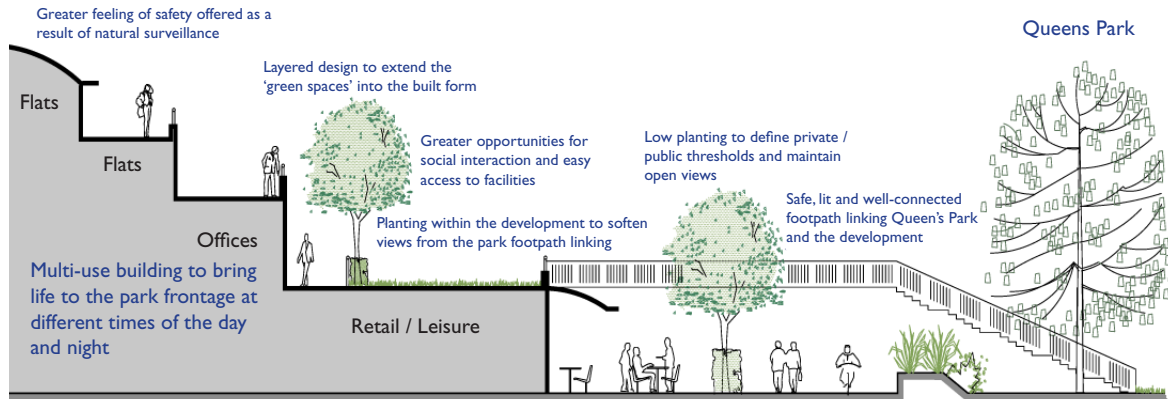 Greater feeling of safety offered as a
result of natural surveillance
Queens Park
Layered design to extend the
‘green spaces’ into the built form
Flats
Greater opportunities for
social interaction and easy
access to facilities
Low planting to define private /
public thresholds and maintain
open views
Flats
Safe, lit and well-connected
footpath linking Queen's Park
and the development
Planting within the development to soften
views from the park footpath linking
Offices
Multi-use building to bring
life to the park frontage at
different times of the day
and night
Retail / Leisure